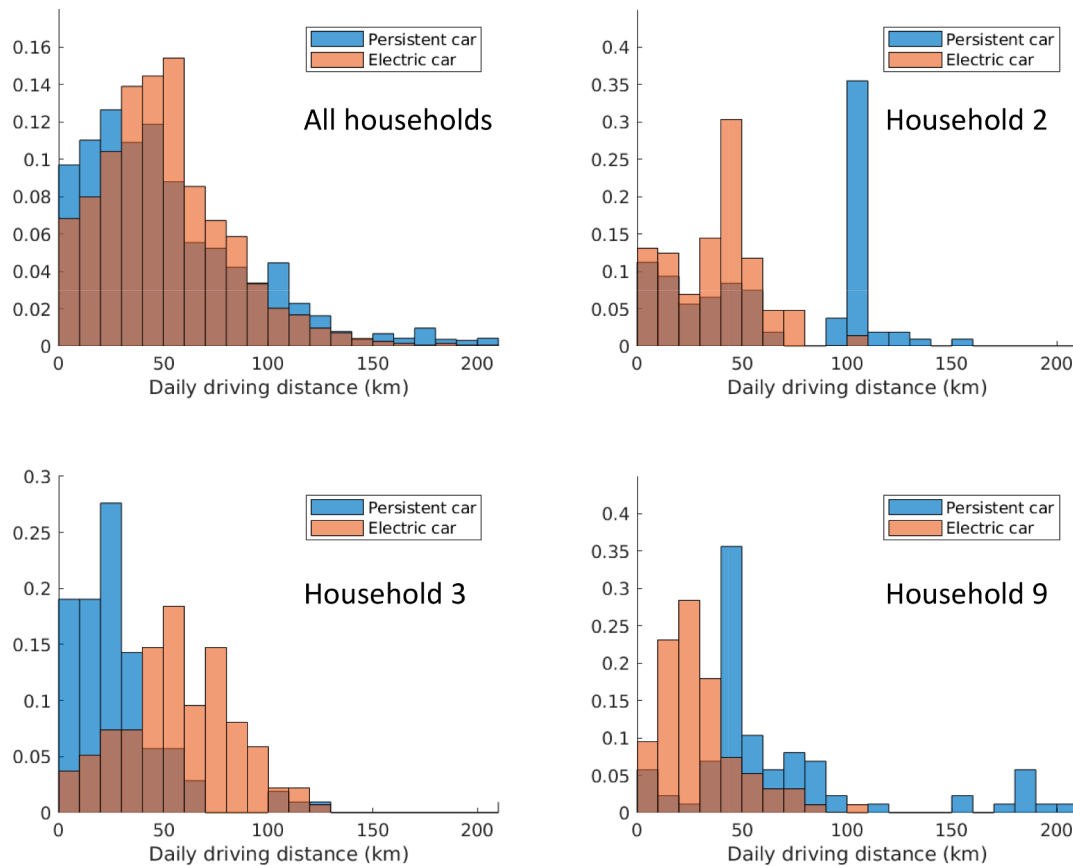 0.16
0.14
0.12
0.1
0.08
0.06
0.04
0.02
0
Persistent car
Electric car
All households
0 50 100 150 200
Daily driving distance (km)
0.4
0.35
0.3
0.25
0.2
0.15
0.1
0.05
0
Persistent car
Electric car
Household 2
0 50 100 150 200
Daily driving distance (km)
0.3
0.25
0.2
0.15
0.1
0.05
0
Persistent car
Electric car
Household 3
0 50 100 150 200
Daily driving distance (km)
0.4
0.35
0.3
0.25
0.2
0.15
0.1
0.05
0
Persistent car
Electric car
Household 9
0 50 100 150 200
Daily driving distance (km)